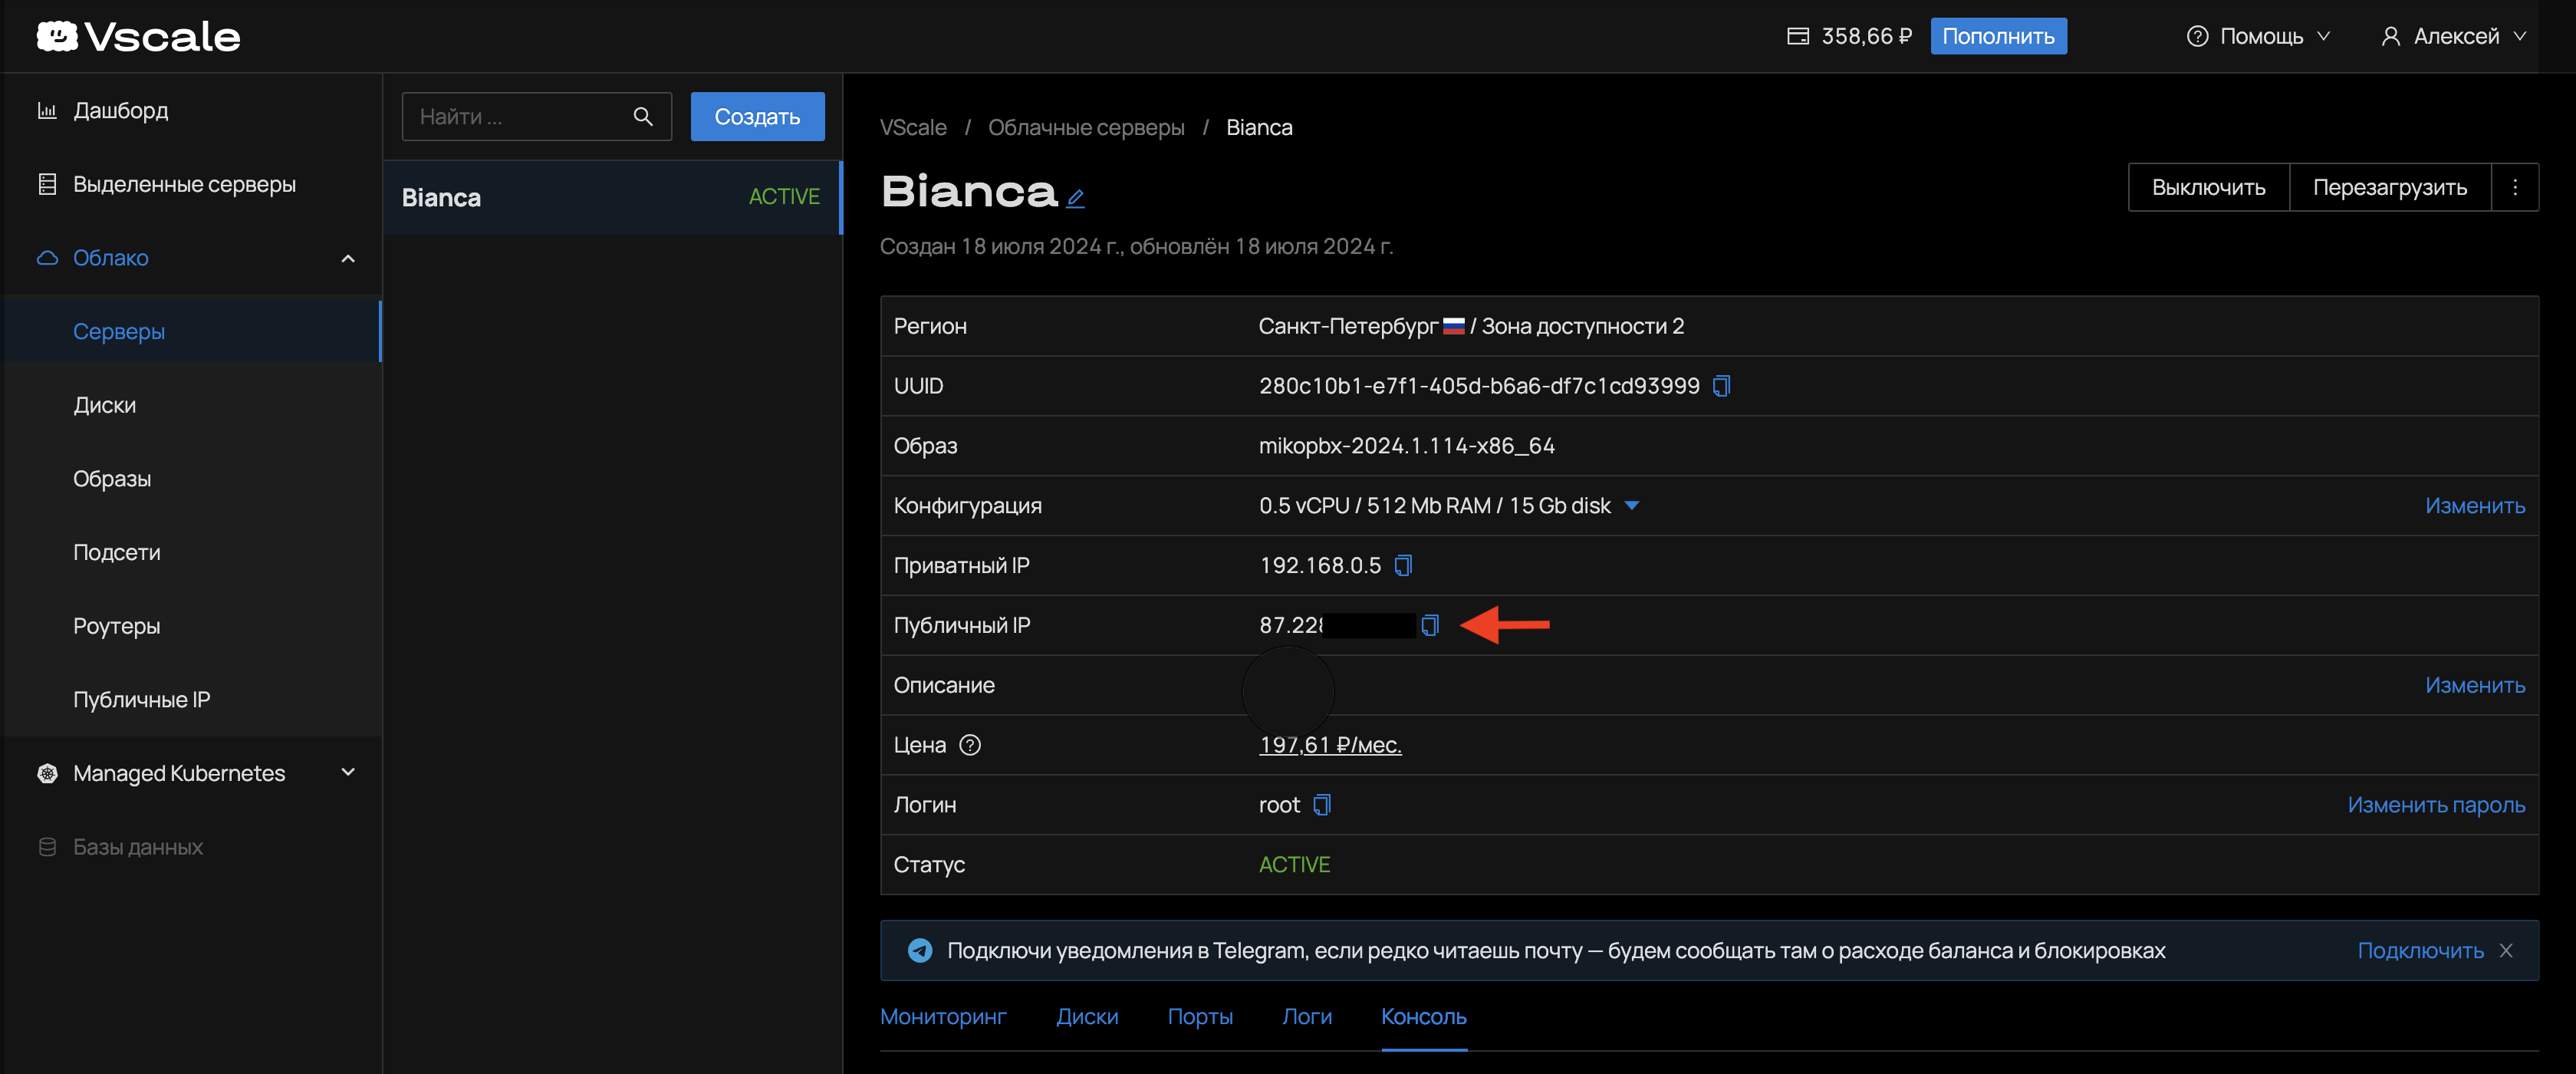 Vscale
358,66 ₽ Пополнить
Помощь
Алексей
Дашборд
Выделенные серверы
Облако
Серверы
Диски
Образы
Подсети
Роутеры
Публичные IP
Managed Kubernetes
Базы данных
Найти ...
Создать
Bianca ACTIVE
VScale / Облачные серверы / Bianca
Bianca
Выключить Перезагрузить
Создан 18 июля 2024 г., обновлён 18 июля 2024 г.
Регион Санкт-Петербург / Зона доступности 2
UUID 280c10b1-e7f1-405d-b6a6-df7c1cd93999
Образ mikopbx-2024.1.114-x86_64
Конфигурация 0.5 vCPU / 512 Mb RAM / 15 Gb disk Изменить
Приватный IP 192.168.0.5
Публичный IP 87.228
Описание Изменить
Цена 197,61 ₽/мес.
Логин root Изменить пароль
Статус ACTIVE
Подключи уведомления в Telegram, если редко читаешь почту — будем сообщать там о расходе баланса и блокировках Подключить
Мониторинг Диски Порты Логи Консоль